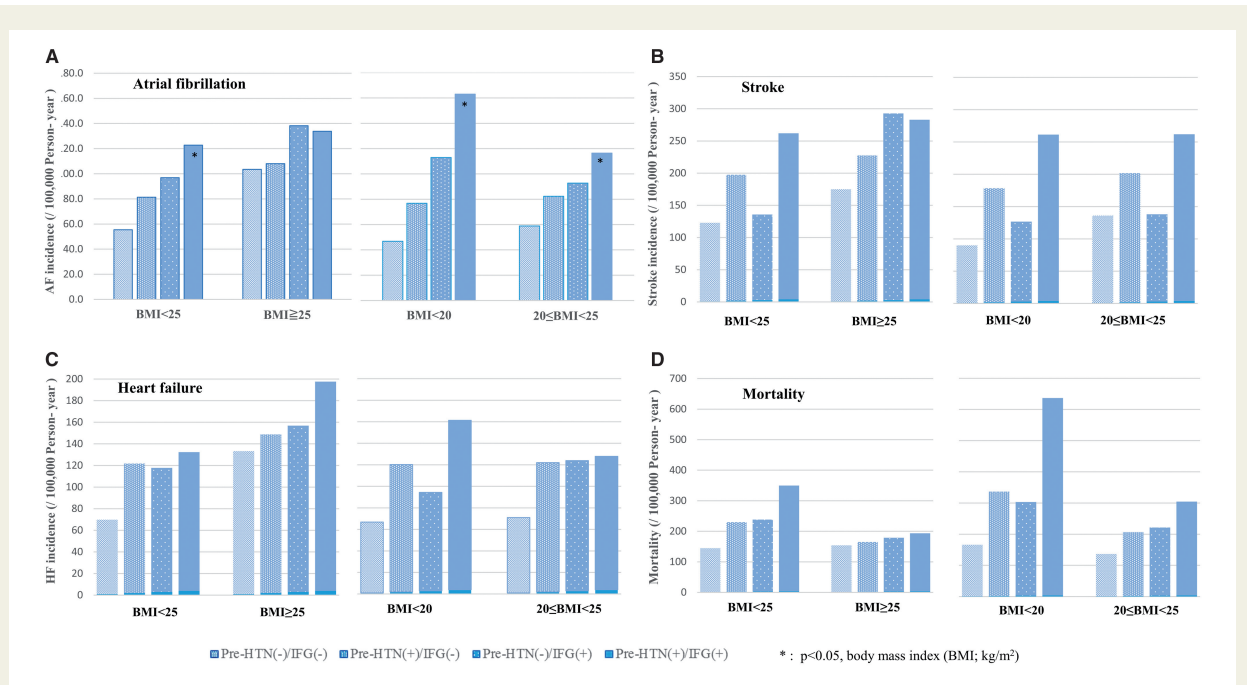 A
Atrial fibrillation
AF incidence (/ 100,000 Person- year )
80.0
60.0
40.0
20.0
00.0
80.0
60.0
40.0
20.0
0.0
*
*
*
BMI<25
BMI≧25
BMI<20
20≤BMI<25
B
Stroke
Stroke incidence (/ 100,000 Person- year )
350
300
250
200
150
100
50
0
BMI<25
BMI≥25
BMI<20
20≤BMI<25
C
Heart failure
HF incidence (/ 100,000 Person- year )
200
180
160
140
120
100
80
60
40
20
0
BMI<25
BMI≥25
BMI<20
20≤BMI<25
D
Mortality
Mortality (/ 100,000 Person- year )
700
600
500
400
300
200
100
0
BMI<25
BMI≥25
BMI<20
20≤BMI<25
Pre-HTN(-)/IFG(-) Pre-HTN(+)/IFG(-) Pre-HTN(-)/IFG(+) Pre-HTN(+)/IFG(+)
* : p<0.05, body mass index (BMI; kg/m²)